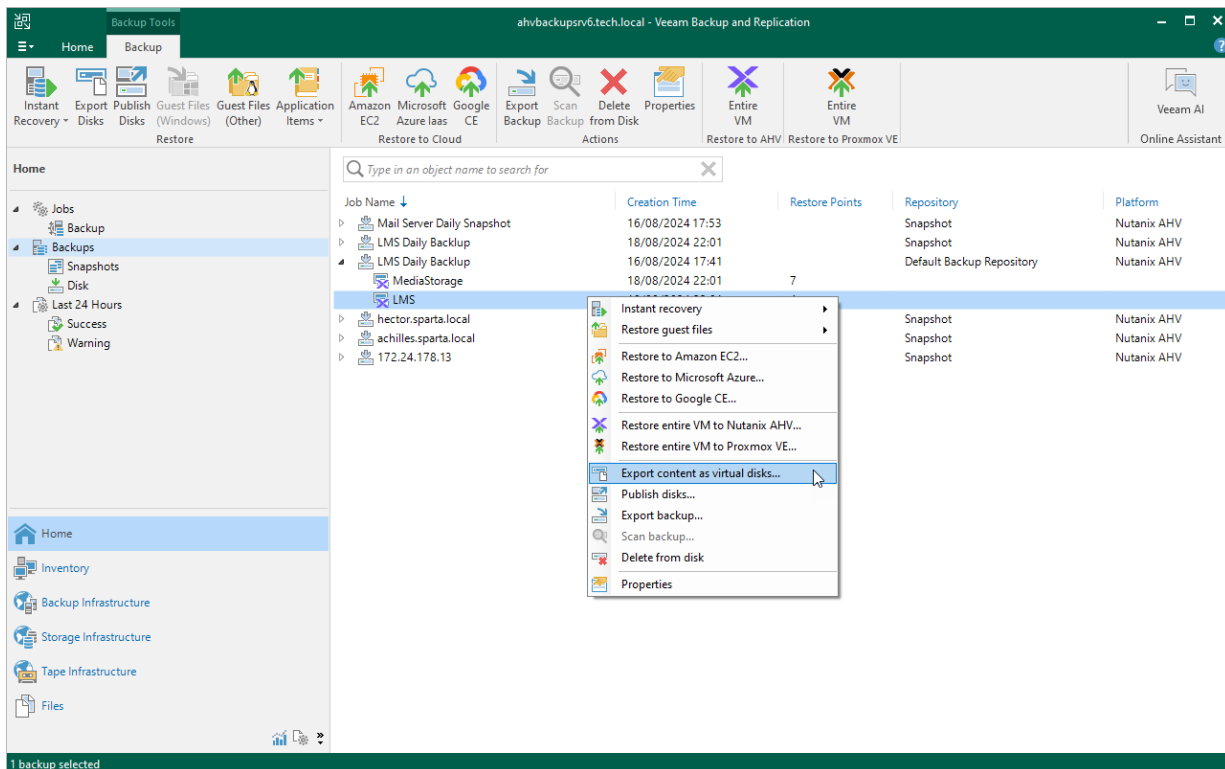 Backup Tools
ahvbackupsrv6.tech.local - Veeam Backup and Replication
Home Backup
Instant Recovery Export Disks Publish Disks Guest Files (Windows) Guest Files (Other) Application Items Amazon EC2 Microsoft Azure Iaas Google CE Export Backup Scan Backup Delete from Disk Properties Entire VM Entire VM Veeam AI
Restore Restore to Cloud Actions Restore to AHV Restore to Proxmox VE Online Assistant
Home
Jobs
Backup
Backups
Snapshots
Disk
Last 24 Hours
Success
Warning
Type in an object name to search for
Job Name Creation Time Restore Points Repository Platform
Mail Server Daily Snapshot 16/08/2024 17:53 Snapshot Nutanix AHV
LMS Daily Backlup 18/08/2024 22:01 Snapshot Nutanix AHV
LMS Daily Backlup 16/08/2024 17:41 Default Backup Repository Nutanix AHV
MediaStorage 18/08/2024 22:01 7
LMS
hector.sparta.local Snapshot Nutanix AHV
achilles.sparta.local Snapshot Nutanix AHV
172.24.178.13 Snapshot Nutanix AHV
Instant recovery
Restore guest files
Restore to Amazon EC2...
Restore to Microsoft Azure...
Restore to Google CE...
Restore entire VM to Nutanix AHV...
Restore entire VM to Proxmox VE...
Export content as virtual disks...
Publish disks...
Export backup...
Scan backup...
Delete from disk
Properties
Home
Inventory
Backup Infrastructure
Storage Infrastructure
Tape Infrastructure
Files
1 backup selected